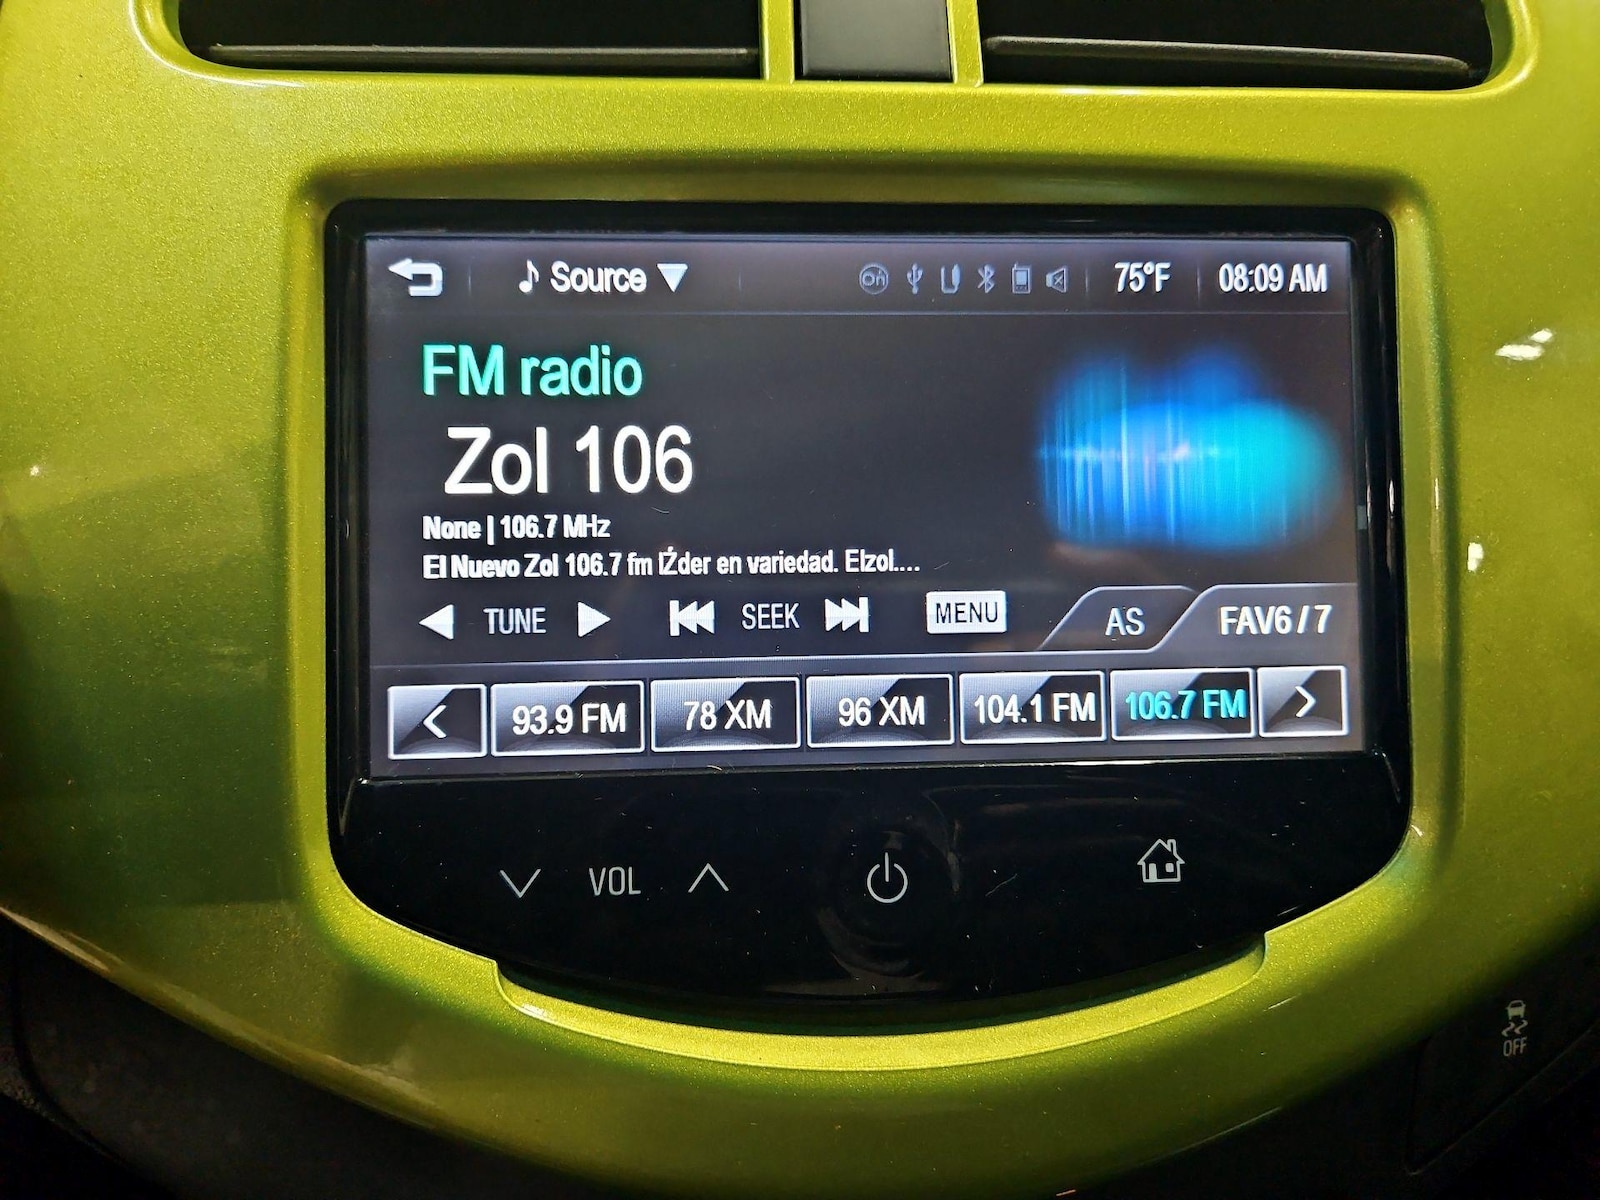 Source On 75°F 08:09 AM
FM radio
Zol 106
None | 106.7 MHz
El Nuevo Zol 106.7 fm lŹder en variedad. Elzol....
TUNE SEEK MENU AS FAV6 / 7
93.9 FM 78 XM 96 XM 104.1 FM 106.7 FM
VOL
OFF